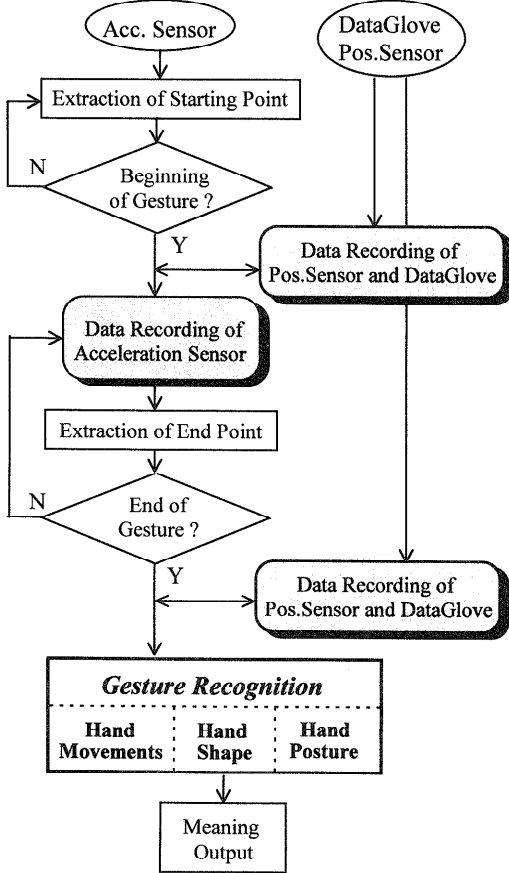 Acc. Sensor
DataGlove
Pos.Sensor
Extraction of Starting Point
N
Beginning
of Gesture ?
Y
Data Recording of
Pos.Sensor and DataGlove
Data Recording of
Acceleration Sensor
Extraction of End Point
N
End of
Gesture ?
Y
Data Recording of
Pos.Sensor and DataGlove
Gesture Recognition
Hand
Movements
Hand
Shape
Hand
Posture
Meaning
Output